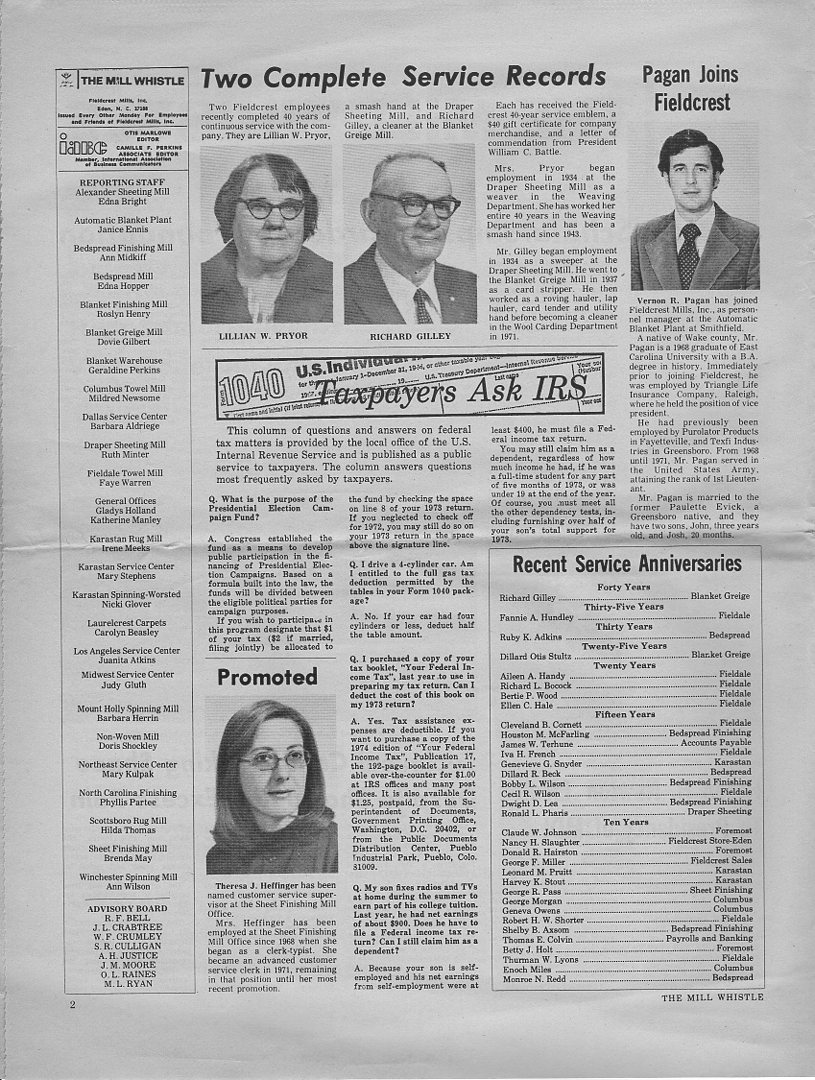 THE MILL WHISTLE
Fieldcrest Mills, Inc.
Eden, N. C. 27288
Issued Every Other Monday For Employees
and Friends of Fieldcrest Mills, Inc.
OTIS MARLOWE
EDITOR
CAMILLE F. PERKINS
ASSOCIATE EDITOR
Member, International Association
of Business Communicators
REPORTING STAFF
Alexander Sheeting Mill
Edna Bright
Automatic Blanket Plant
Janice Ennis
Bedspread Finishing Mill
Ann Midkiff
Bedspread Mill
Edna Hopper
Blanket Finishing Mill
Roslyn Henry
Blanket Greige Mill
Dovie Gilbert
Blanket Warehouse
Geraldine Perkins
Columbus Towel Mill
Mildred Newsome
Dallas Service Center
Barbara Aldriege
Draper Sheeting Mill
Ruth Minter
Fieldale Towel Mill
Faye Warren
General Offices
Gladys Holland
Katherine Manley
Karastan Rug Mill
Irene Meeks
Karastan Service Center
Mary Stephens
Karastan Spinning-Worsted
Nicki Glover
Laurelcrest Carpets
Carolyn Beasley
Los Angeles Service Center
Juanita Atkins
Midwest Service Center
Judy Gluth
Mount Holly Spinning Mill
Barbara Herrin
Non-Woven Mill
Doris Shockley
Northeast Service Center
Mary Kulpak
North Carolina Finishing
Phyllis Partee
Scottsboro Rug Mill
Hilda Thomas
Sheet Finishing Mill
Brenda May
Winchester Spinning Mill
Ann Wilson
ADVISORY BOARD
R. F. BELL
J. L. CRABTREE
W. F. CRUMLEY
S. R. CULLIGAN
A. H. JUSTICE
J. M. MOORE
O. L. RAINES
M. L. RYAN
2
Two Complete Service Records
Two Fieldcrest employees
recently completed 40 years of
continuous service with the com-
pany. They are Lillian W. Pryor,
a smash hand at the Draper
Sheeting Mill, and Richard
Gilley, a cleaner at the Blanket
Greige Mill.
LILLIAN W. PRYOR
RICHARD GILLEY
Each has received the Field-
crest 40-year service emblem, a
$40 gift certificate for company
merchandise, and a letter of
commendation from President
William C. Battle.
Mrs. Pryor began
employment in 1934 at the
Draper Sheeting Mill as a
weaver in the Weaving
Department. She has worked her
entire 40 years in the Weaving
Department and has been a
smash hand since 1943.
Mr. Gilley began employment
in 1934 as a sweeper at the
Draper Sheeting Mill. He went to
the Blanket Greige Mill in 1937
as a card stripper. He then
worked as a roving hauler, lap
hauler, card tender and utility
hand before becoming a cleaner
in the Wool Carding Department
in 1971.
Pagan Joins
Fieldcrest
Vernon R. Pagan has joined
Fieldcrest Mills, Inc., as person-
nel manager at the Automatic
Blanket Plant at Smithfield.
A native of Wake county, Mr.
Pagan is a 1968 graduate of East
Carolina University with a B.A.
degree in history. Immediately
prior to joining Fieldcrest, he
was employed by Triangle Life
Insurance Company, Raleigh,
where he held the position of vice
president.
He had previously been
employed by Purolator Products
in Fayetteville, and Texfi Indus-
tries in Greensboro. From 1968
until 1971, Mr. Pagan served in
the United States Army,
attaining the rank of 1st Lieuten-
ant.
Mr. Pagan is married to the
former Paulette Evick, a
Greensboro native, and they
have two sons, John, three years
old, and Josh, 20 months.
1040
U.S. Individual
Taxpayers Ask IRS
This column of questions and answers on federal
tax matters is provided by the local office of the U.S.
Internal Revenue Service and is published as a public
service to taxpayers. The column answers questions
most frequently asked by taxpayers.
Q. What is the purpose of the
Presidential Election Cam-
paign Fund?
A. Congress established the
fund as a means to develop
public participation in the fi-
nancing of Presidential Elec-
tion Campaigns. Based on a
formula built into the law, the
funds will be divided between
the eligible political parties for
campaign purposes.
If you wish to participate in
this program designate that $1
of your tax ($2 if married,
filing jointly) be allocated to
the fund by checking the space
on line 8 of your 1973 return.
If you neglected to check off
for 1972, you may still do so on
your 1973 return in the space
above the signature line.
Q. I drive a 4-cylinder car. Am
I entitled to the full gas tax
deduction permitted by the
tables in your Form 1040 pack-
age?
A. No. If your car had four
cylinders or less, deduct half
the table amount.
Q. I purchased a copy of your
tax booklet, "Your Federal In-
come Tax", last year to use in
preparing my tax return. Can I
deduct the cost of this book on
my 1973 return?
A. Yes. Tax assistance ex-
penses are deductible. If you
want to purchase a copy of the
1974 edition of "Your Federal
Income Tax", Publication 17,
the 192-page booklet is avail-
able over-the-counter for $1.00
at IRS offices and many post
offices. It is also available for
$1.25, postpaid, from the Su-
perintendent of Documents,
Government Printing Office,
Washington, D.C. 20402, or
from the Public Documents
Distribution Center, Pueblo
Industrial Park, Pueblo, Colo.
81009.
Q. My son fixes radios and TVs
at home during the summer to
earn part of his college tuition.
Last year, he had net earnings
of about $900. Does he have to
file a Federal income tax re-
turn? Can I still claim him as a
dependent?
A. Because your son is self-
employed and his net earnings
from self-employment were at
least $400, he must file a Fed-
eral income tax return.
You may still claim him as a
dependent, regardless of how
much income he had, if he was
a full-time student for any part
of five months of 1973, or was
under 19 at the end of the year.
Of course, you must meet all
the other dependency tests, in-
cluding furnishing over half of
your son's total support for
1973.
Promoted
Theresa J. Heffinger has been
named customer service super-
visor at the Sheet Finishing Mill
Office.
Mrs. Heffinger has been
employed at the Sheet Finishing
Mill Office since 1968 when she
began as a clerk-typist. She
became an advanced customer
service clerk in 1971, remaining
in that position until her most
recent promotion.
Recent Service Anniversaries
Forty Years
Richard Gilley Blanket Greige
Thirty-Five Years
Fannie A. Hundley Fieldale
Thirty Years
Ruby K. Adkins Bedspread
Twenty-Five Years
Dillard Otis Stultz Blanket Greige
Twenty Years
Aileen A. Handy Fieldale
Richard L. Bocock Fieldale
Bertie P. Wood Fieldale
Ellen C. Hale Fieldale
Fifteen Years
Cleveland B. Cornett Fieldale
Houston M. McFarling Bedspread Finishing
James W. Terhune Accounts Payable
Iva H. French Fieldale
Genevieve G. Snyder Karastan
Dillard R. Beck Bedspread
Bobby L. Wilson Bedspread Finishing
Cecil R. Wilson Fieldale
Dwight D. Lea Bedspread Finishing
Ronald L. Pharis Draper Sheeting
Ten Years
Claude W. Johnson Foremost
Nancy H. Slaughter Fieldcrest Store-Eden
Donald R. Hairston Foremost
George F. Miller Fieldcrest Sales
Leonard M. Pruitt Karastan
Harvey K. Stout Karastan
George R. Pass Sheet Finishing
George Morgan Columbus
Geneva Owens Columbus
Robert H. W. Shorter Fieldale
Shelby B. Axsom Bedspread Finishing
Thomas E. Colvin Payrolls and Banking
Betty J. Holt Foremost
Thurman W. Lyons Fieldale
Enoch Miles Columbus
Monroe N. Redd Bedspread
THE MILL WHISTLE